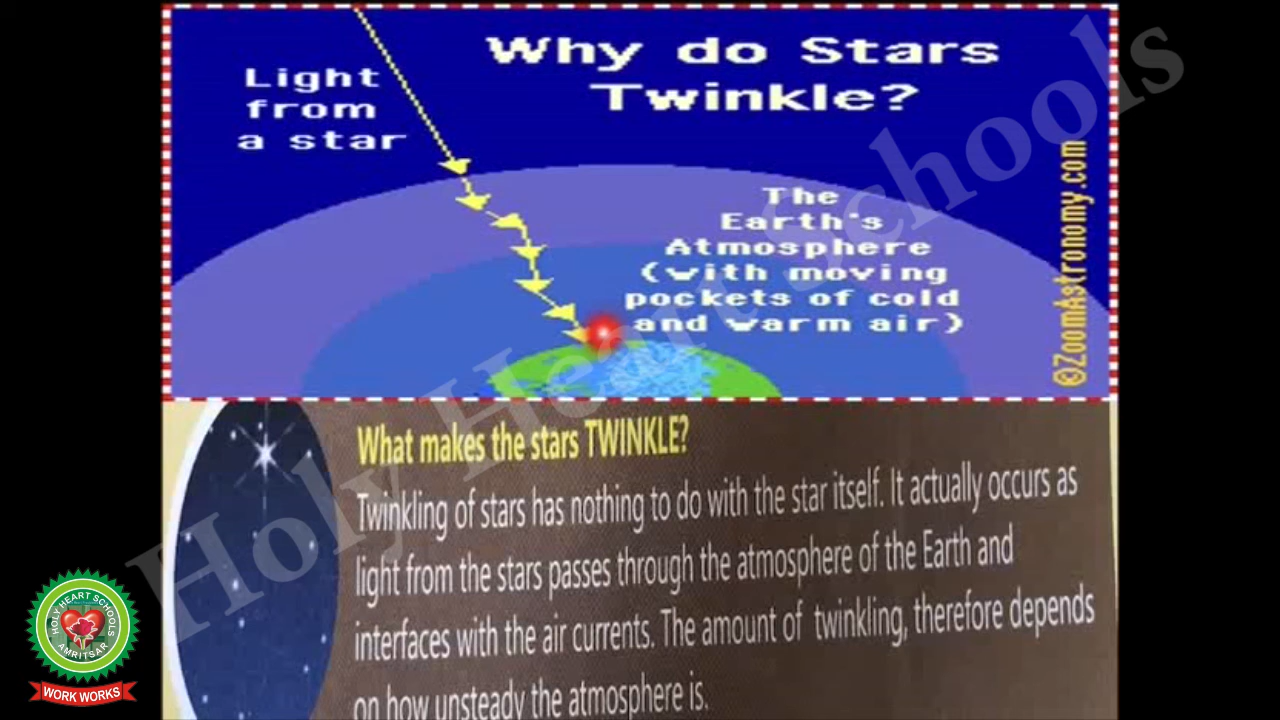 Why do Stars
Twinkle?
Light
from
a star
The
Earth's
Atmosphere
(with moving
pockets of cold
and warm air)
©ZoomAstronomy.com
What makes the stars TWINKLE?
Twinkling of stars has nothing to do with the star itself. It actually occurs as
light from the stars passes through the atmosphere of the Earth and
interfaces with the air currents. The amount of twinkling, therefore depends
on how unsteady the atmosphere is.
Holy Heart Schools
HOLY HEART SCHOOLS
AMRITSAR
WORK WORKS